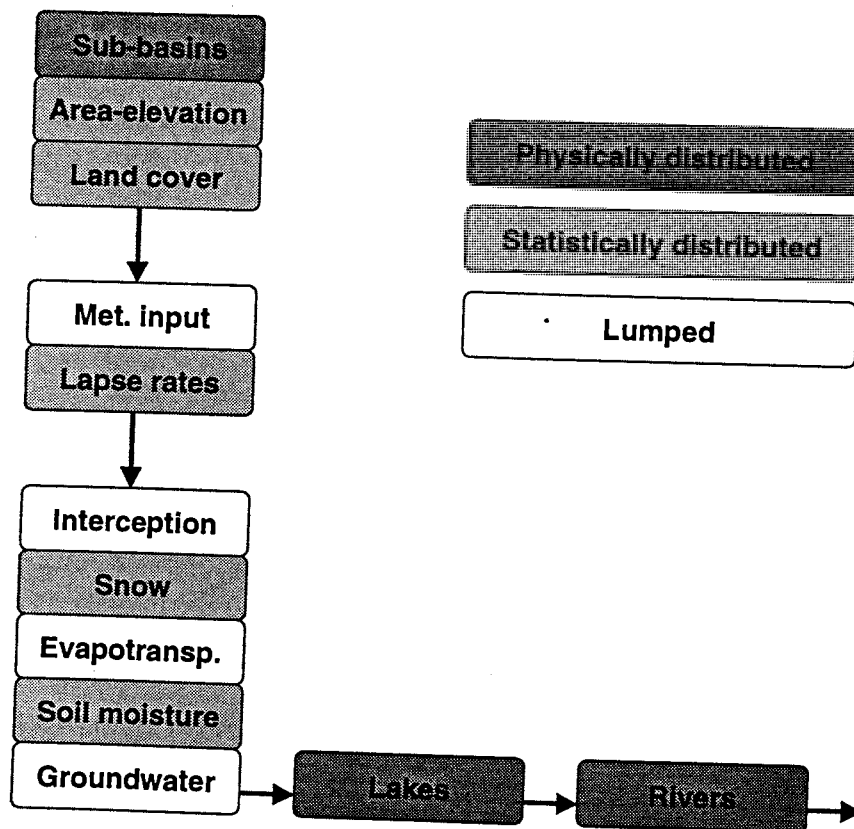 Sub-basins
Area-elevation
Land cover
Physically distributed
Statistically distributed
Lumped
Met. input
Lapse rates
Interception
Snow
Evapotransp.
Soil moisture
Groundwater
Lakes
Rivers